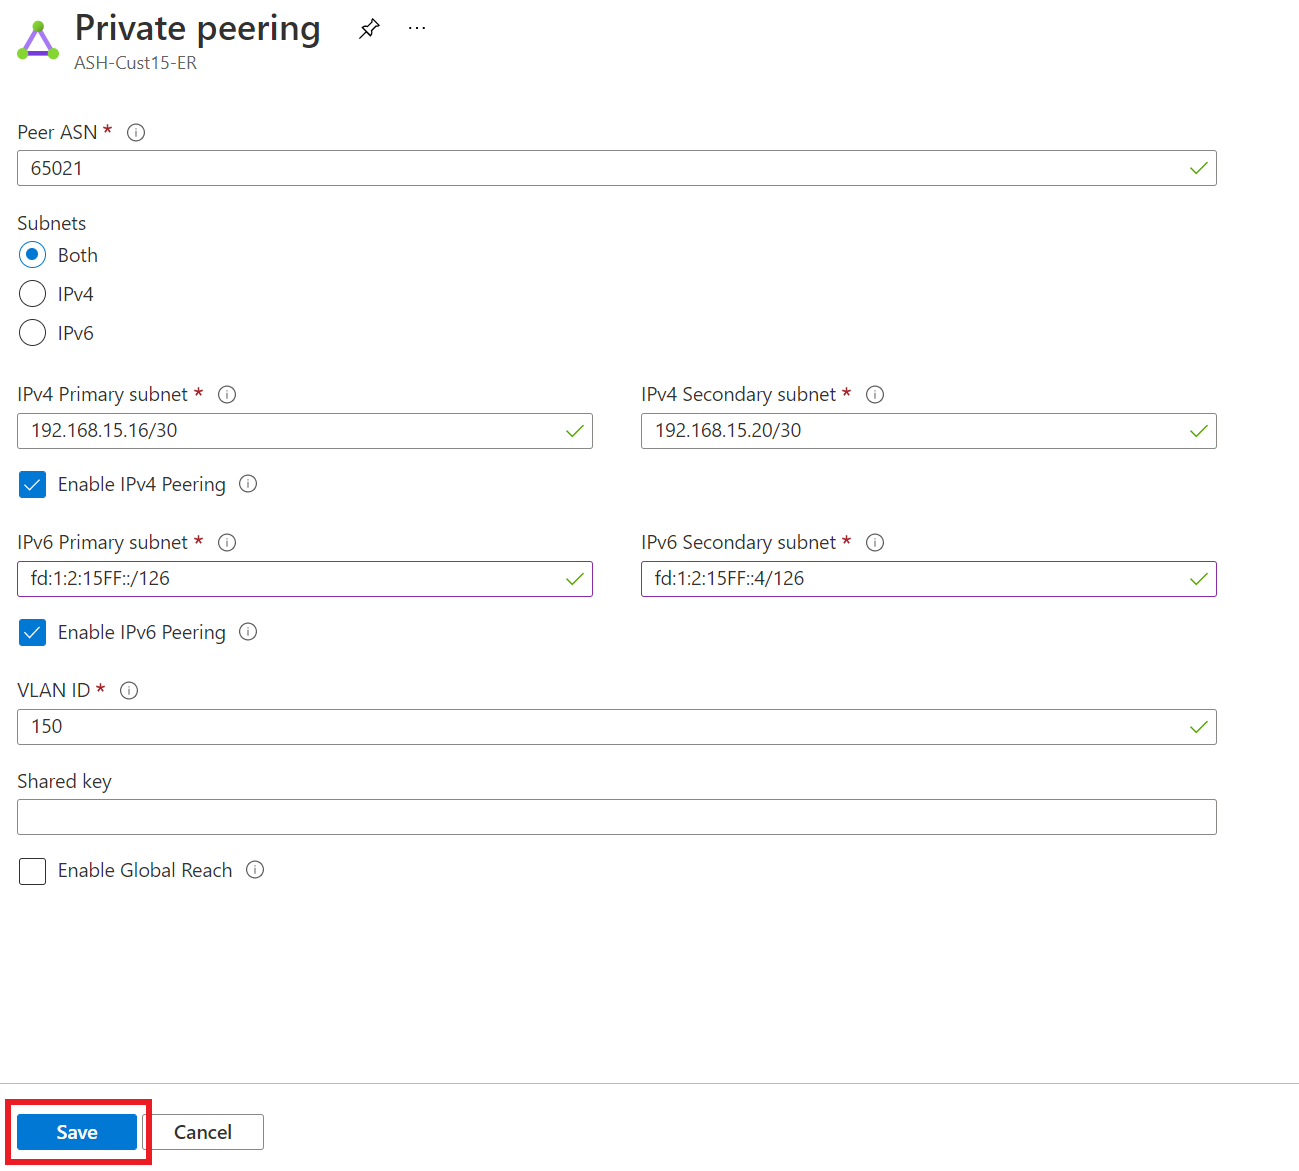 Private peering
ASH-Cust15-ER
Peer ASN *
65021
Subnets
Both
IPv4
IPv6
IPv4 Primary subnet * IPv4 Secondary subnet *
192.168.15.16/30 192.168.15.20/30
Enable IPv4 Peering
IPv6 Primary subnet * IPv6 Secondary subnet *
fd:1:2:15FF::/126 fd:1:2:15FF::4/126
Enable IPv6 Peering
VLAN ID *
150
Shared key
Enable Global Reach
Save Cancel